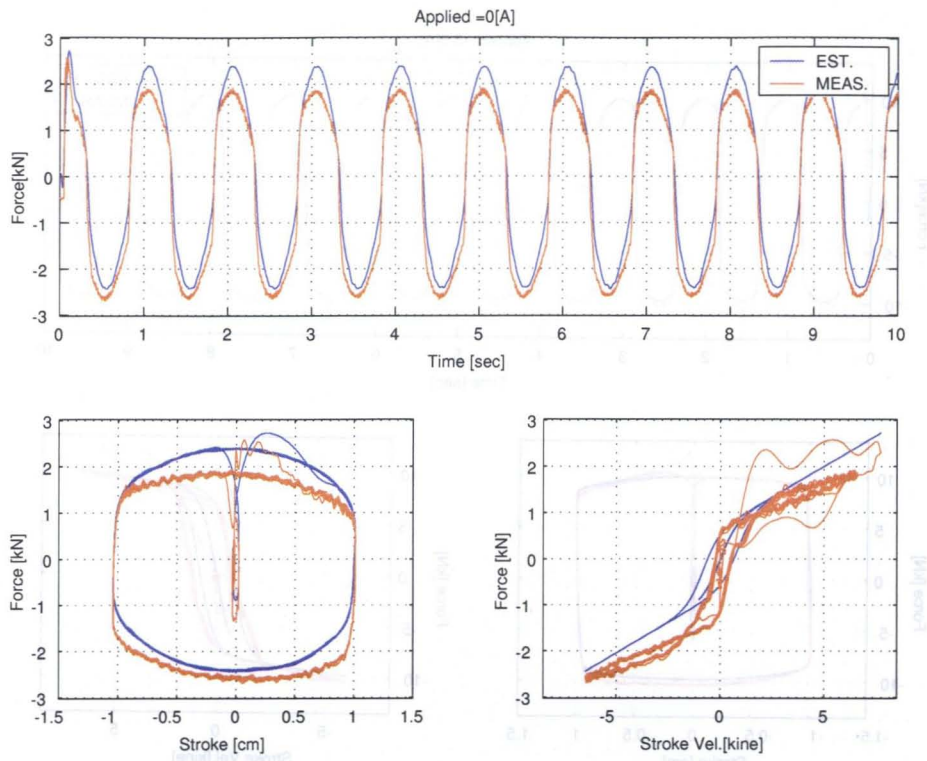 Applied =0[A]
3
2
1
0
-1
-2
-3
Force[kN]
EST.
MEAS.
0 1 2 3 4 5 6 7 8 9 10
Time [sec]
3
2
1
0
-1
-2
-3
Force [kN]
-1.5 -1 -0.5 0 0.5 1 1.5
Stroke [cm]
3
2
1
0
-1
-2
-3
Force [kN]
-5 0 5
Stroke Vel.[kine]